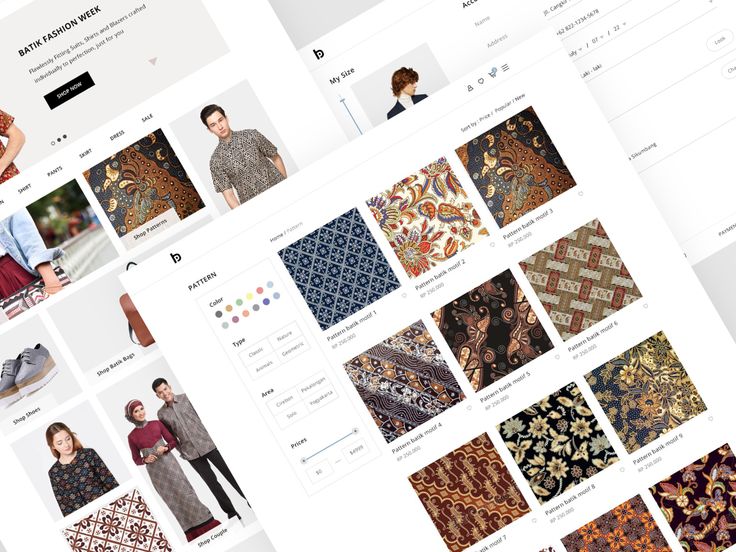 BATIK FASHION WEEK
Flawlessly Fitting Suits, Shirts and Blazers crafted
individually to perfection, just for you
SHOP NOW
SHIRT
PANTS
SKIRT
DRESS
SALE
Shop Patterns
Shop Batik Bags
Shop Shoes
Shop Couple
My Size
Name
Address
+62 822-1234-5678
/ 07 / 22
Laki - laki
Look
Sikumbang
Home / Pattern
Sort by : Price / Popular / New
PATTERN
Color
Type
Classic
Nature
Animals
Geometric
Area
Cirebon
Pekalongan
Solo
Yogyakarta
Prices
$0
$4999
Pattern batik motif 1
RP 250.000
Pattern batik motif 2
RP 250.000
Pattern batik motif 3
RP 250.000
Pattern batik motif 4
RP 250.000
Pattern batik motif 5
RP 250.000
Pattern batik motif 6
RP 250.000
Pattern batik motif 7
Pattern batik motif 8
RP 250.000
Pattern batik motif 9
RP 250.000